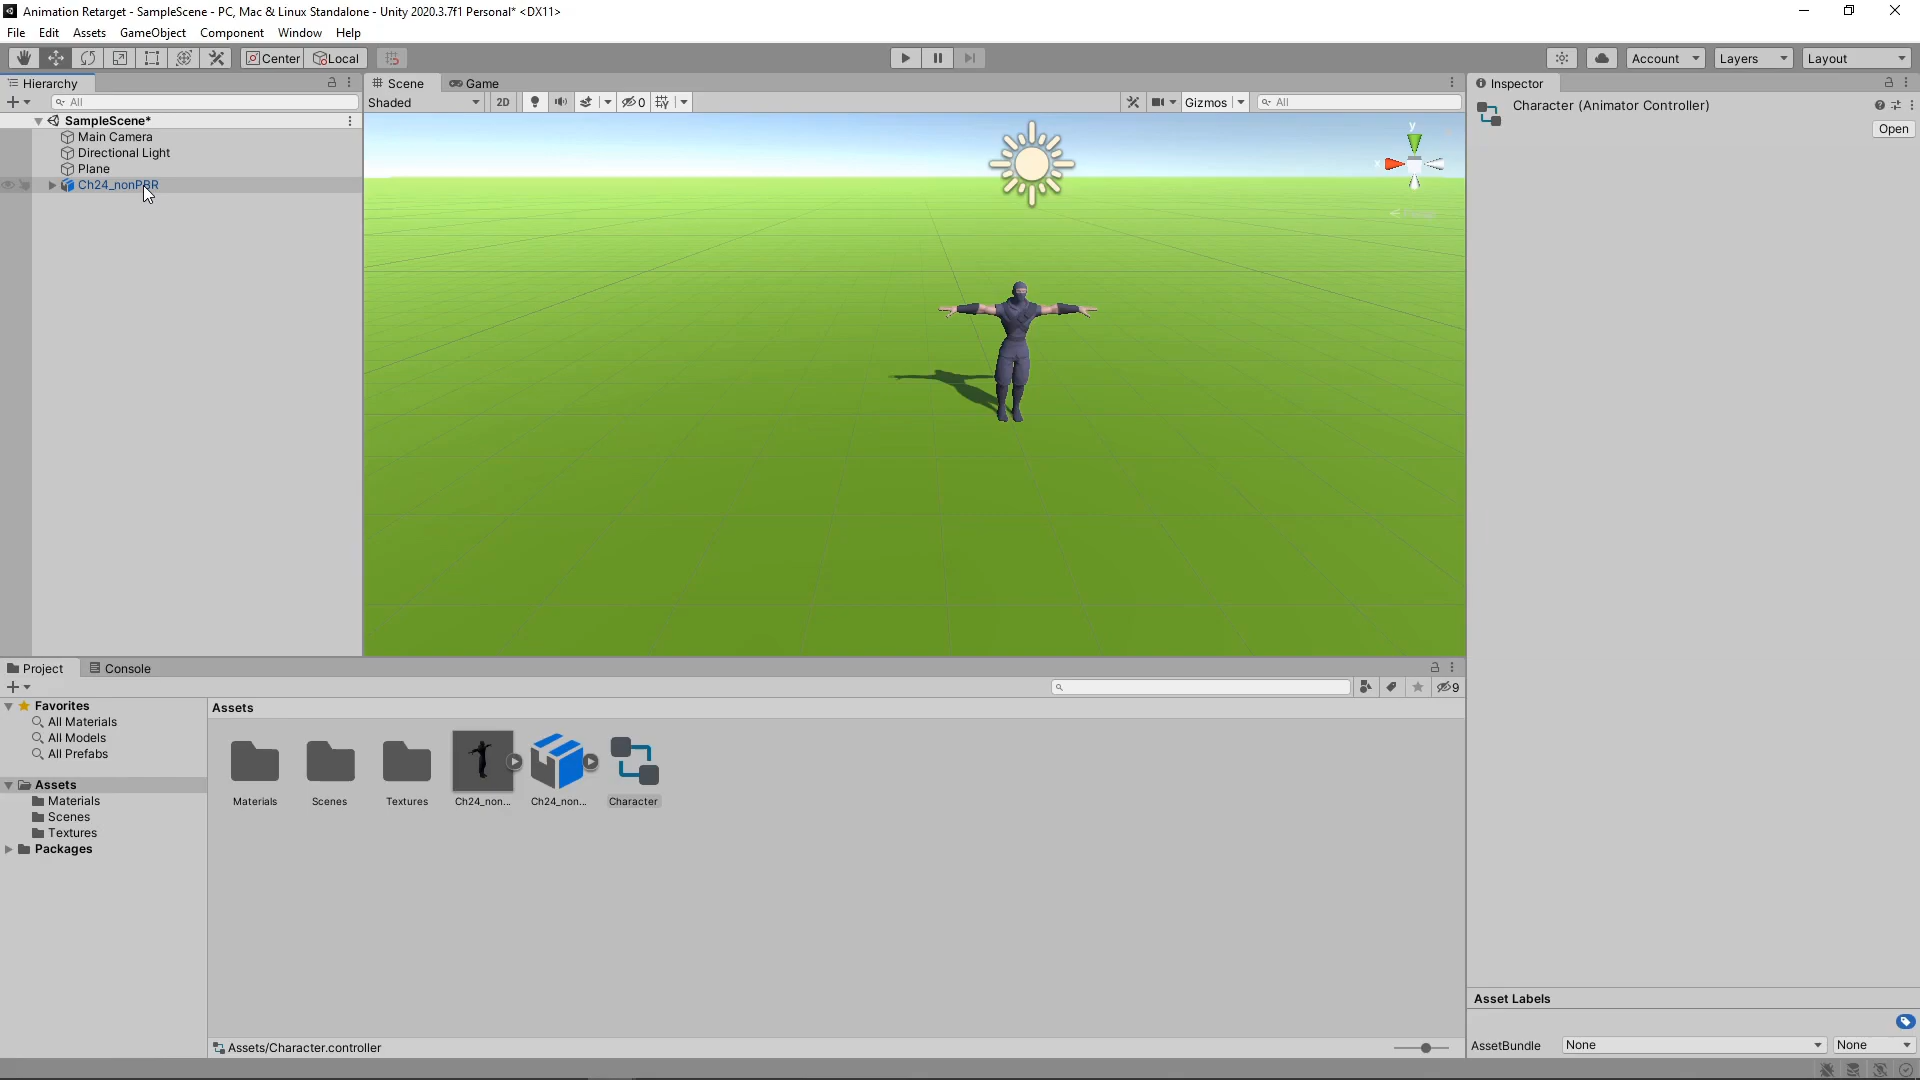 Animation Retarget - SampleScene - PC, Mac & Linux Standalone - Unity 2020.3.7f1 Personal* <DX11>
File Edit Assets GameObject Component Window Help
Center Local Account Layers Layout
Hierarchy
All
SampleScene*
Main Camera
Directional Light
Plane
Ch24_nonPBR
Scene Game
Shaded 2D 0 Gizmos All
y
x
Inspector
Character (Animator Controller)
Open
Project Console
9
Favorites
All Materials
All Models
All Prefabs
Assets
Materials
Scenes
Textures
Packages
Assets
Materials Scenes Textures Ch24_non... Ch24_non... Character
Assets/Character.controller
Asset Labels
AssetBundle None None